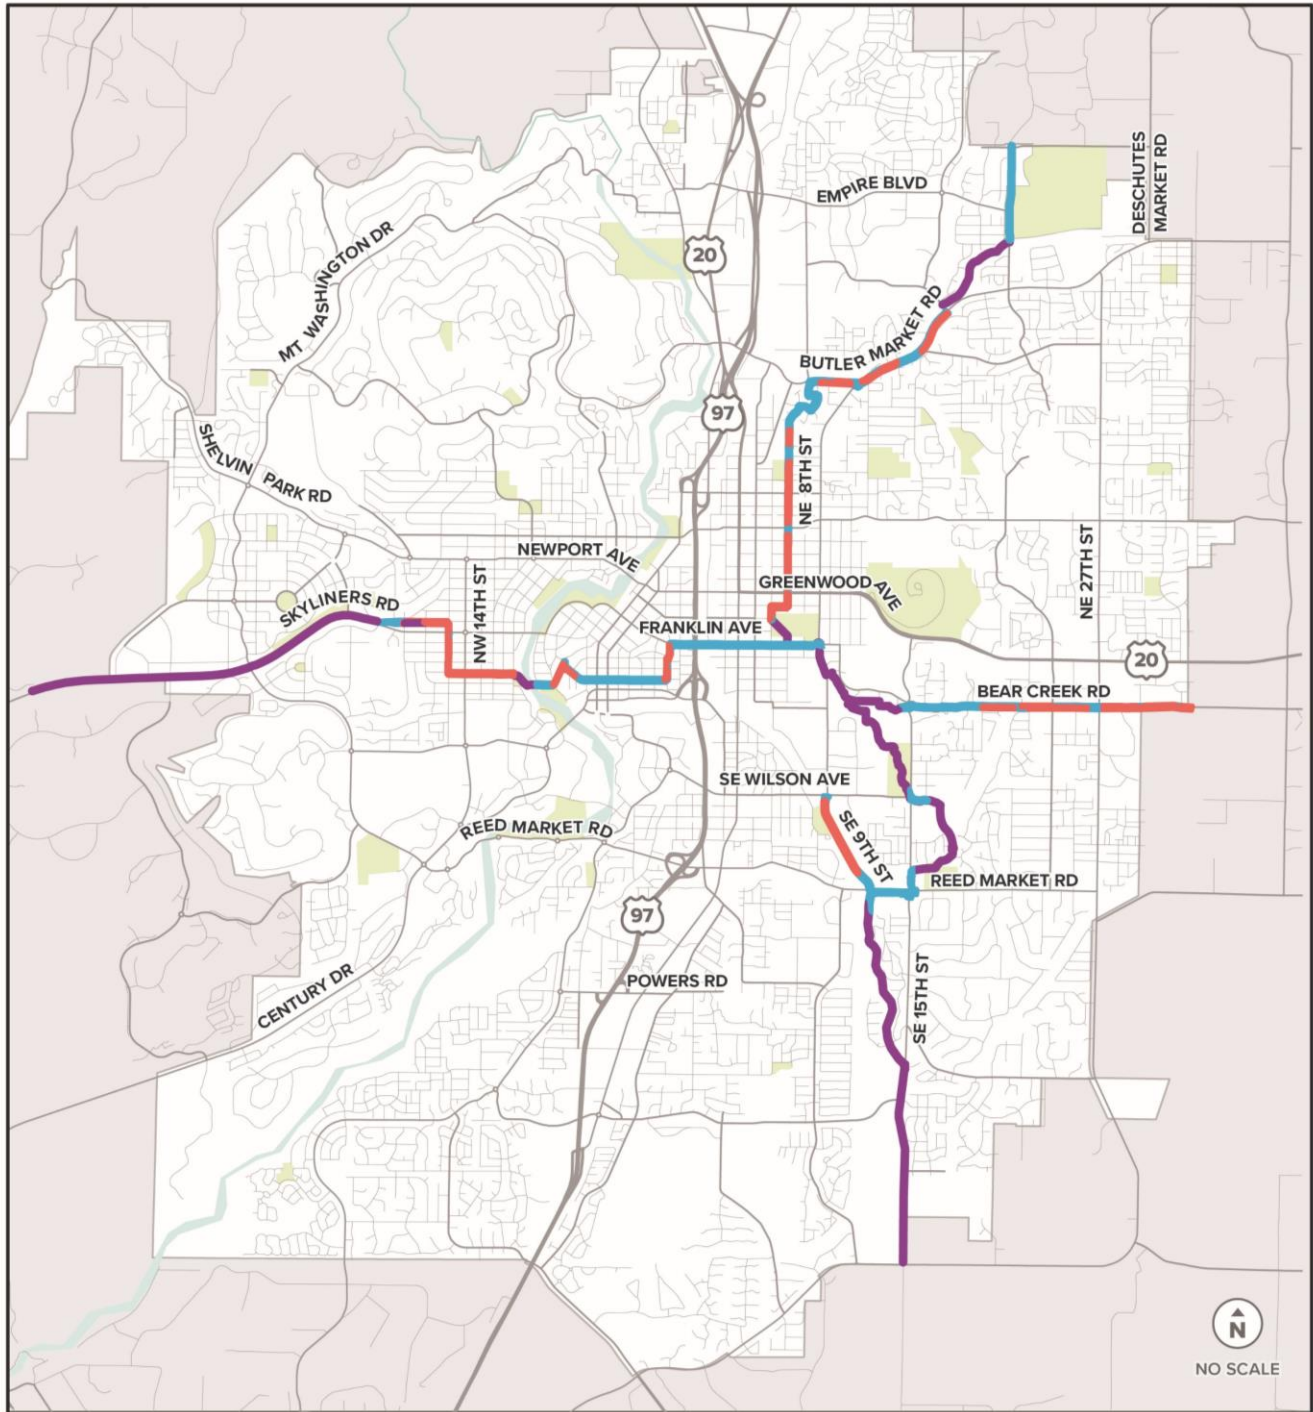 DESCHUTES
MARKET RD
EMPIRE BLVD
MT WASHINGTON DR
20
BUTLER MARKET RD
97
SHELVIN PARK RD
NE 8TH ST
NEWPORT AVE
NE 27TH ST
GREENWOOD AVE
SKYLINERS RD
NW 14TH ST
FRANKLIN AVE
20
BEAR CREEK RD
SE WILSON AVE
REED MARKET RD
SE 9TH ST
REED MARKET RD
97
CENTURY DR
POWERS RD
SE 15TH ST
N
NO SCALE